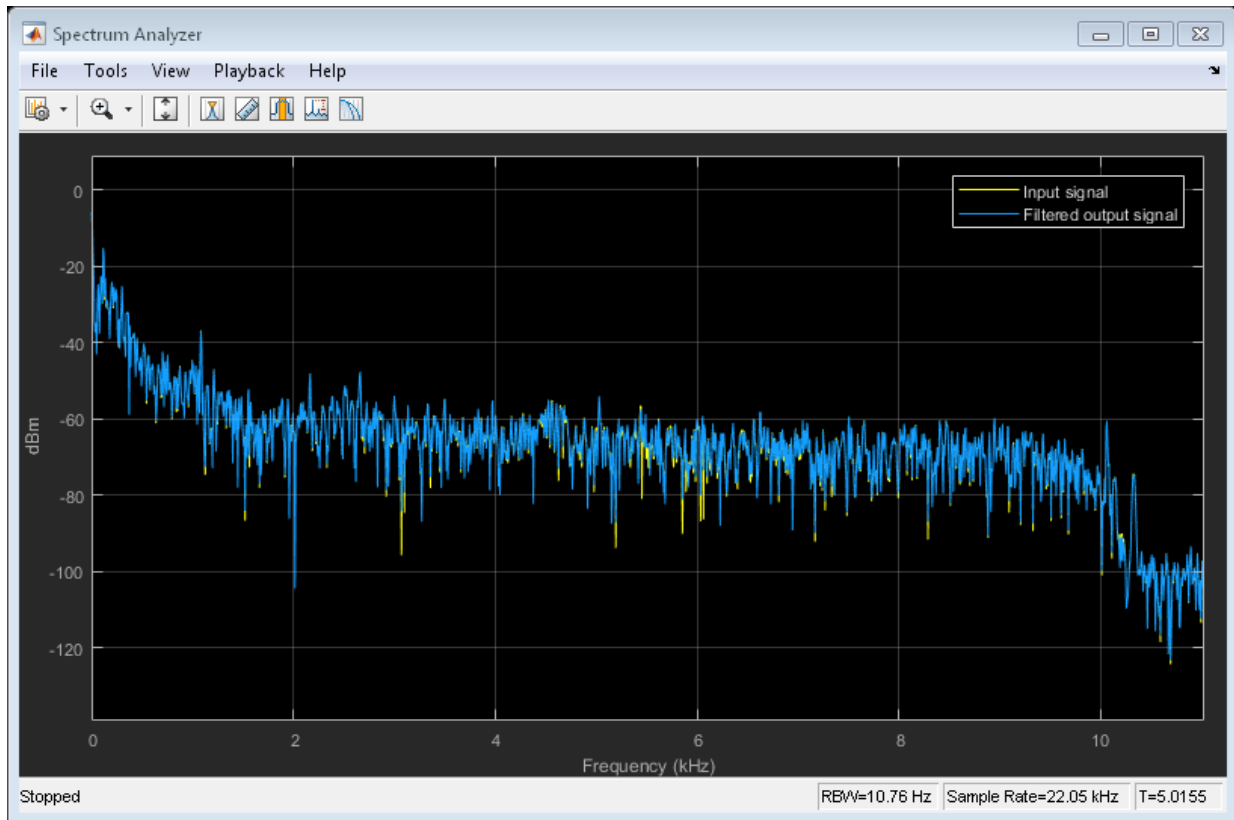 Spectrum Analyzer
File Tools View Playback Help
Input signal
Filtered output signal
0
-20
-40
-60
-80
-100
-120
dBm
0 2 4 6 8 10
Frequency (kHz)
Stopped RBW=10.76 Hz Sample Rate=22.05 kHz T=5.0155